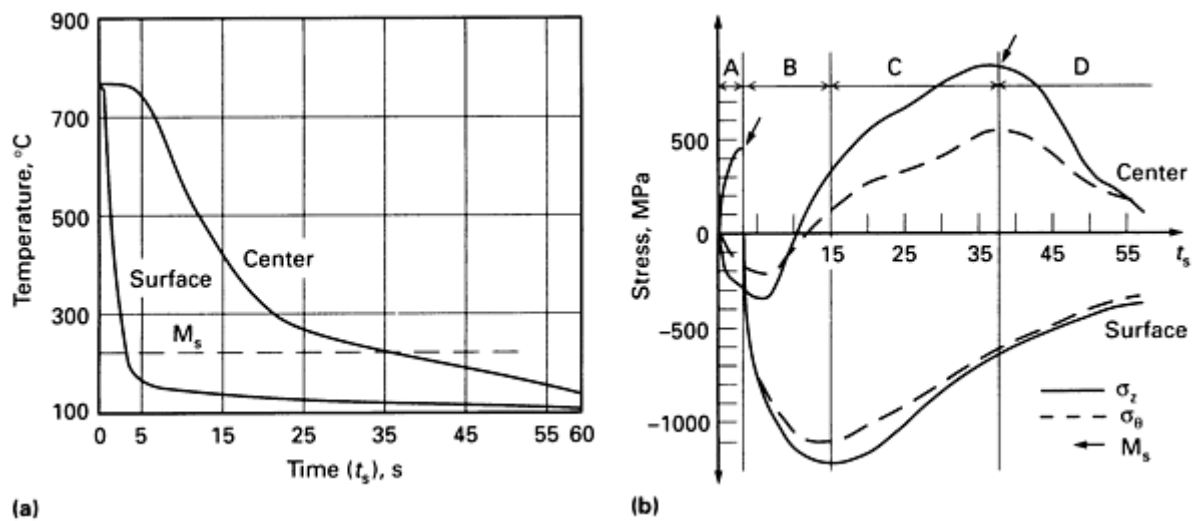 900
700
500
300
100
Temperature, °C
Surface
Center
Ms
0 5 15 25 35 45 55 60
Time (ts), s
(a)
A B C D
500
0
−500
−1000
Stress, MPa
15 25 35 45 55 ts
Center
Surface
σz
σθ
Ms
(b)